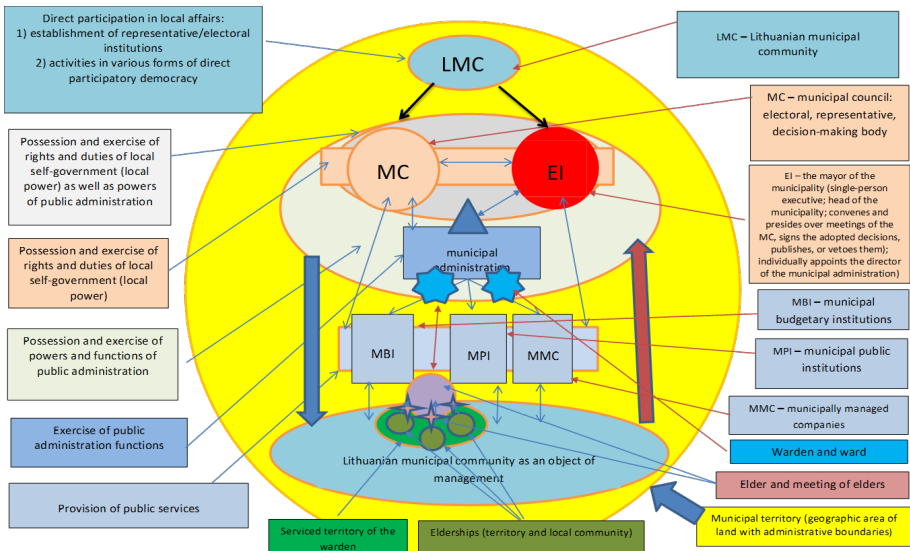 Direct participation in local affairs:
1) establishment of representative/electoral
institutions
2) activities in various forms of direct
participatory democracy
LMC
LMC – Lithuanian municipal
community
MC – municipal council:
electoral, representative,
decision-making body
Possession and exercise of
rights and duties of local
self-government (local
power) as well as powers
of public administration
MC
EI
EI – the mayor of the
municipality (single-person
executive; head of the
municipality; convenes and
presides over meetings of the
MC, signs the adopted decisions,
publishes, or vetoes them);
individually appoints the director
of the municipal administration)
Possession and exercise of
rights and duties of local
self-government (local
power)
municipal
administration
MBI – municipal
budgetary institutions
Possession and exercise of
powers and functions of
public administration
MBI
MPI
MMC
MPI – municipal public
institutions
MMC – municipally managed
companies
Exercise of public
administration functions
Warden and ward
Lithuanian municipal community as an object of
management
Elder and meeting of elders
Provision of public services
Serviced territory of the
warden
Elderships (territory and local community)
Municipal territory (geographic area of
land with administrative boundaries)